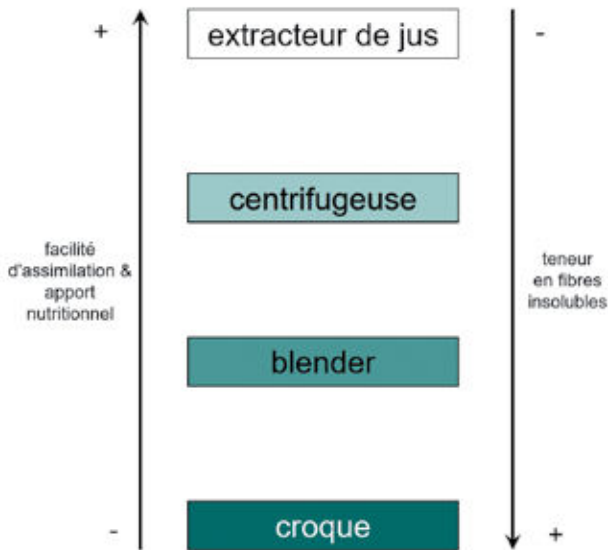 +
extracteur de jus
-
centrifugeuse
facilité
d'assimilation &
apport
nutritionnel
teneur
en fibres
insolubles
blender
-
croque
+